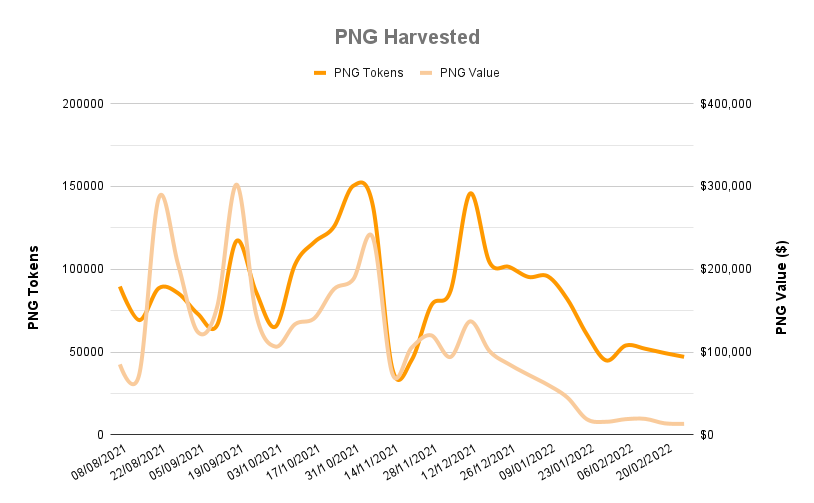 PNG Harvested
PNG Tokens PNG Value
200000 $400,000
150000 $300,000
100000 $200,000
50000 $100,000
0 $0
PNG Tokens
PNG Value ($)
08/08/2021 22/08/2021 05/09/2021 19/09/2021 03/10/2021 17/10/2021 31/10/2021 14/11/2021 28/11/2021 12/12/2021 26/12/2021 09/01/2022 23/01/2022 06/02/2022 20/02/2022